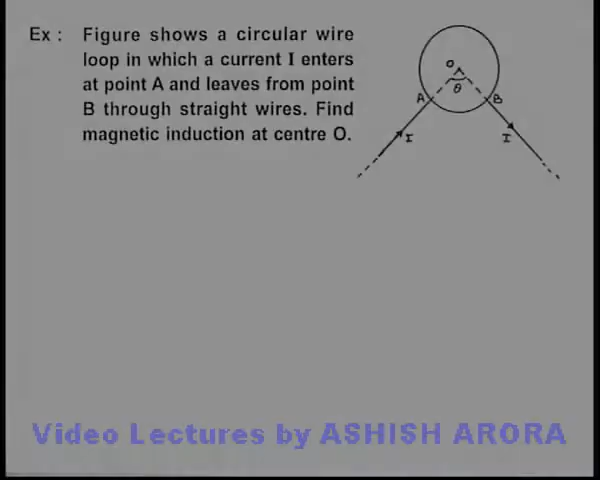 Ex : Figure shows a circular wire
loop in which a current I enters
at point A and leaves from point
B through straight wires. Find
magnetic induction at centre O.
O
θ
A B
I I
Video Lectures by ASHISH ARORA